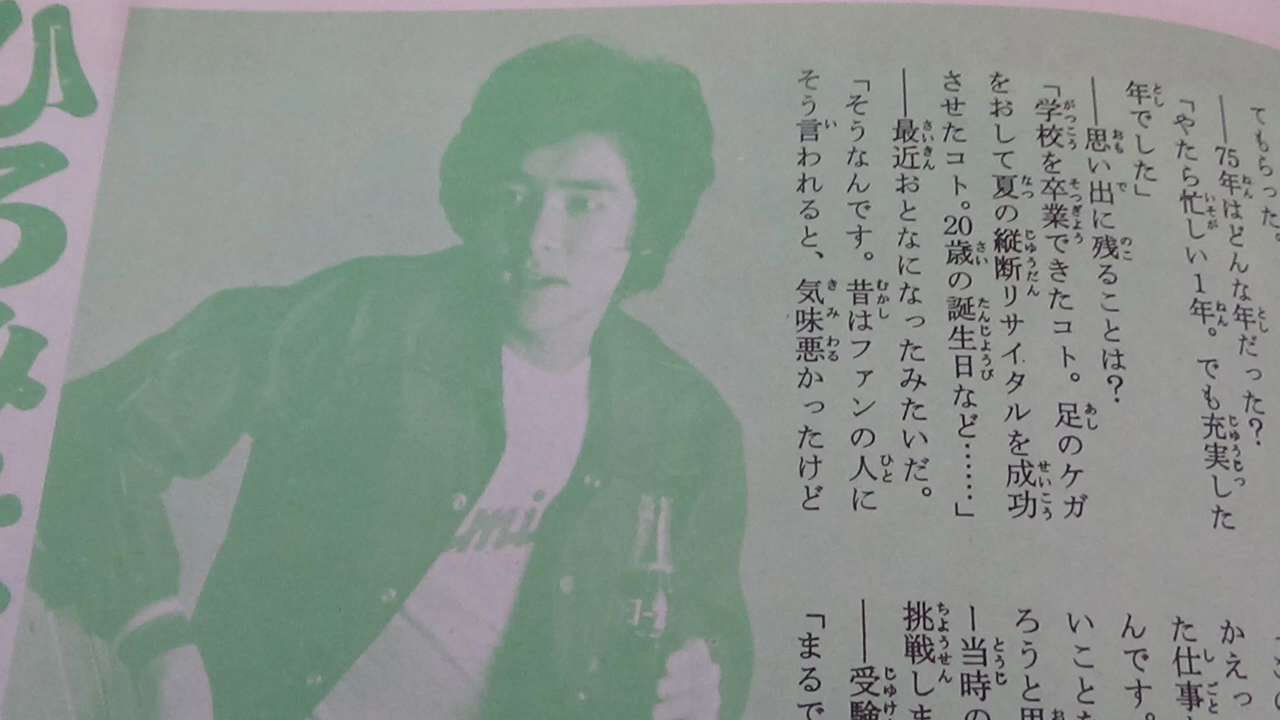 てもらった。
――75年はどんな年だった?
「やたら忙しい1年。でも充実した
年でした」
――思い出に残ることは?
「学校を卒業できたコト。足のケガ
をおして夏の縦断リサイタルを成功
させたコト。20歳の誕生日など……」
――最近おとなになったみたいだ。
「そうなんです。昔はファンの人に
そう言われると、気味悪かったけど
かえっ
た仕事
んです。
いこと
ろうと
ー当時の
挑戦しま
――受験
「まるで
ひろみ